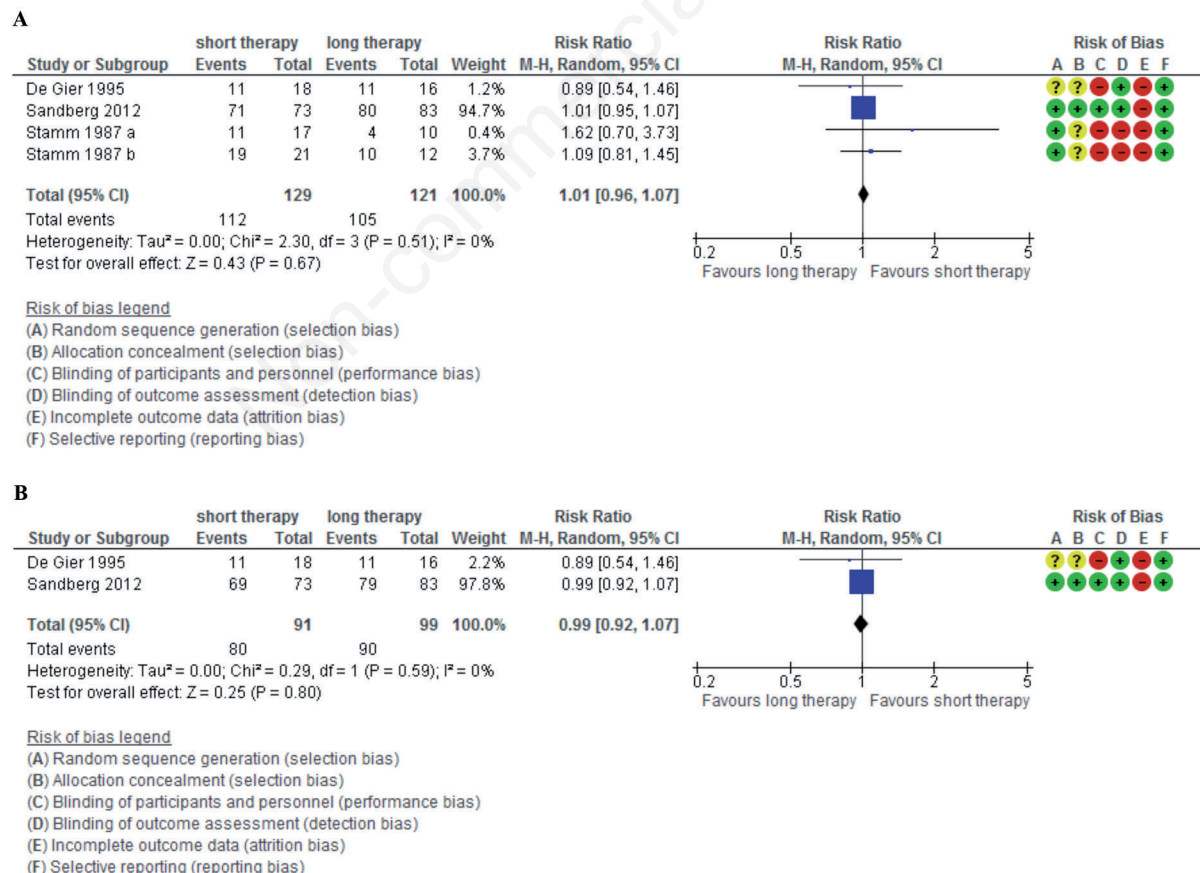 Non-commercial
A
short therapy long therapy Risk Ratio Risk Ratio Risk of Bias
Study or Subgroup Events Total Events Total Weight M-H, Random, 95% CI M-H, Random, 95% CI A B C D E F
De Gier 1995 11 18 11 16 1.2% 0.89 [0.54, 1.46] ? ? - + - +
Sandberg 2012 71 73 80 83 94.7% 1.01 [0.95, 1.07] + + + + - +
Stamm 1987 a 11 17 4 10 0.4% 1.62 [0.70, 3.73] + ? - - - +
Stamm 1987 b 19 21 10 12 3.7% 1.09 [0.81, 1.45] + ? - - - +
Total (95% CI) 129 121 100.0% 1.01 [0.96, 1.07]
Total events 112 105
Heterogeneity: Tau² = 0.00; Chi² = 2.30, df = 3 (P = 0.51); I² = 0%
Test for overall effect: Z = 0.43 (P = 0.67)
0.2 0.5 1 2 5
Favours long therapy Favours short therapy
Risk of bias legend
(A) Random sequence generation (selection bias)
(B) Allocation concealment (selection bias)
(C) Blinding of participants and personnel (performance bias)
(D) Blinding of outcome assessment (detection bias)
(E) Incomplete outcome data (attrition bias)
(F) Selective reporting (reporting bias)
B
short therapy long therapy Risk Ratio Risk Ratio Risk of Bias
Study or Subgroup Events Total Events Total Weight M-H, Random, 95% CI M-H, Random, 95% CI A B C D E F
De Gier 1995 11 18 11 16 2.2% 0.89 [0.54, 1.46] ? ? - + - +
Sandberg 2012 69 73 79 83 97.8% 0.99 [0.92, 1.07] + + + + - +
Total (95% CI) 91 99 100.0% 0.99 [0.92, 1.07]
Total events 80 90
Heterogeneity: Tau² = 0.00; Chi² = 0.29, df = 1 (P = 0.59); I² = 0%
Test for overall effect: Z = 0.25 (P = 0.80)
0.2 0.5 1 2 5
Favours long therapy Favours short therapy
Risk of bias legend
(A) Random sequence generation (selection bias)
(B) Allocation concealment (selection bias)
(C) Blinding of participants and personnel (performance bias)
(D) Blinding of outcome assessment (detection bias)
(E) Incomplete outcome data (attrition bias)
(F) Selective reporting (reporting bias)